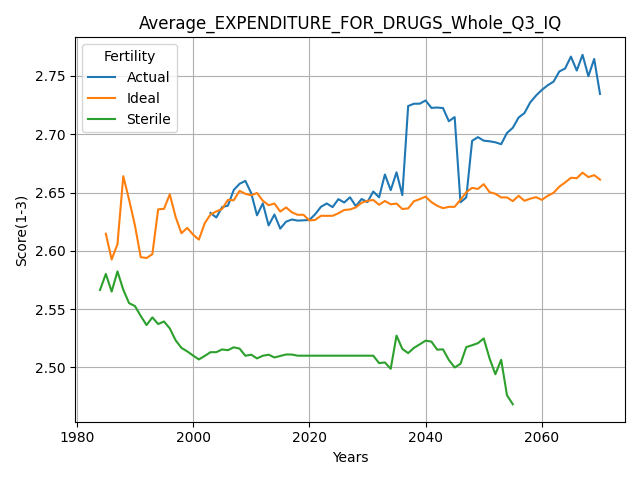 Average_EXPENDITURE_FOR_DRUGS_Whole_Q3_IQ
Fertility
Actual
Ideal
Sterile
Score(1-3)
2.75
2.70
2.65
2.60
2.55
2.50
1980 2000 2020 2040 2060
Years